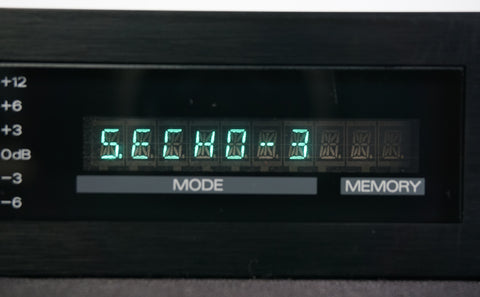 +12
+6
+3
0dB
-3
-6
S.ECHO-3
MODE
MEMORY